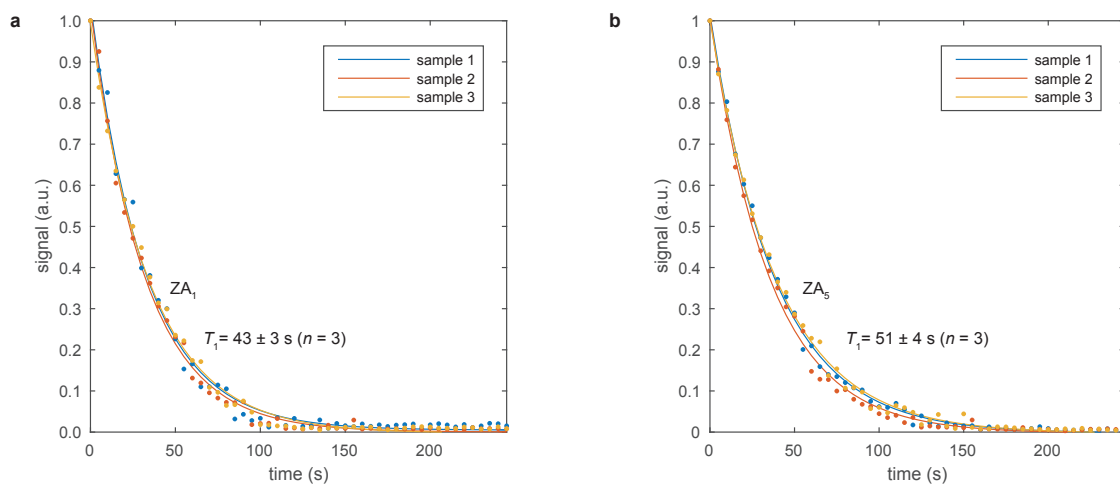 a
1.0
0.9
0.8
0.7
0.6
0.5
0.4
0.3
0.2
0.1
0.0
signal (a.u.)
0
50
100
150
200
time (s)
sample 1
sample 2
sample 3
ZA1
T1= 43 ± 3 s (n = 3)
b
1.0
0.9
0.8
0.7
0.6
0.5
0.4
0.3
0.2
0.1
0.0
signal (a.u.)
0
50
100
150
200
time (s)
sample 1
sample 2
sample 3
ZA5
T1= 51 ± 4 s (n = 3)